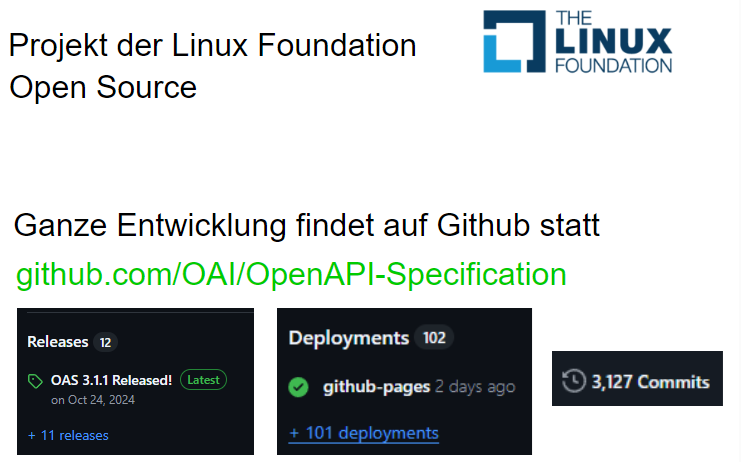 Projekt der Linux Foundation
Open Source
THE
LINUX
FOUNDATION
Ganze Entwicklung findet auf Github statt
github.com/OAI/OpenAPI-Specification
Releases 12
OAS 3.1.1 Released! Latest
on Oct 24, 2024
+ 11 releases
Deployments 102
github-pages 2 days ago
+ 101 deployments
3,127 Commits